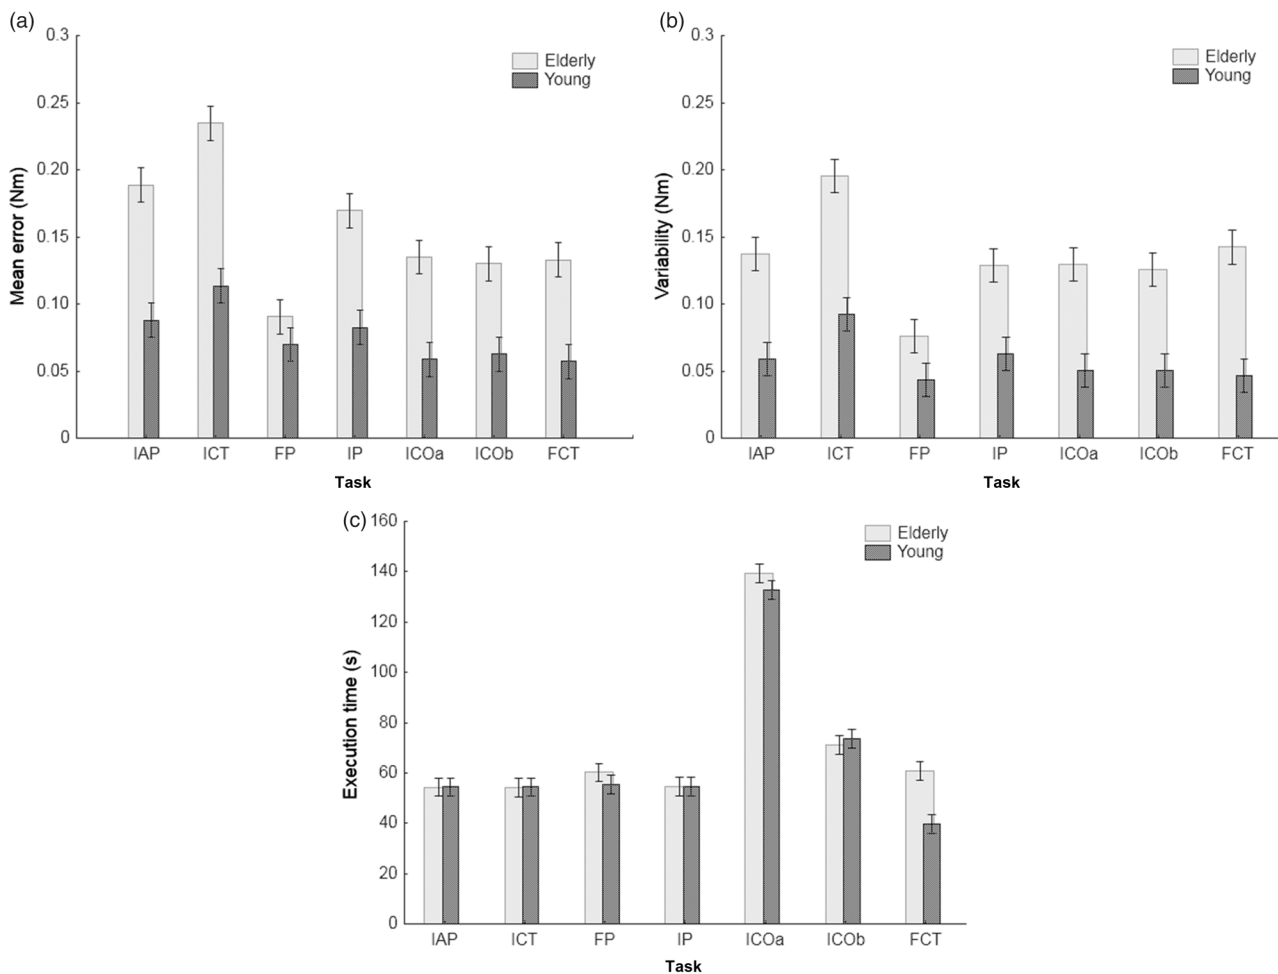 (a)
0.3
0.25
0.20
0.15
0.10
0.05
0
Mean error (Nm)
Elderly
Young
IAP ICT FP IP ICOa ICOb FCT
Task
(b)
0.3
0.25
0.20
0.15
0.10
0.05
0
Variability (Nm)
Elderly
Young
IAP ICT FP IP ICOa ICOb FCT
Task
(c)
160
140
120
100
80
60
40
20
0
Execution time (s)
Elderly
Young
IAP ICT FP IP ICOa ICOb FCT
Task